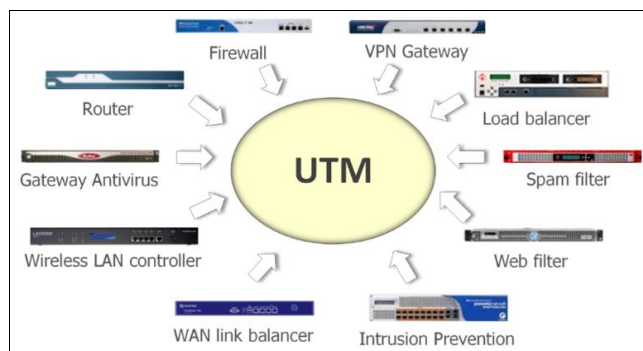 Firewall
VPN Gateway
Router
Load balancer
UTM
Gateway Antivirus
Spam filter
Wireless LAN controller
Web filter
WAN link balancer
Intrusion Prevention